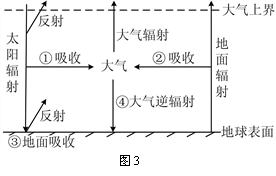 反射
大气上界
太阳辐射
大气辐射
①吸收
大气
②吸收
地面辐射
反射
④大气逆辐射
③地面吸收
地球表面
图3